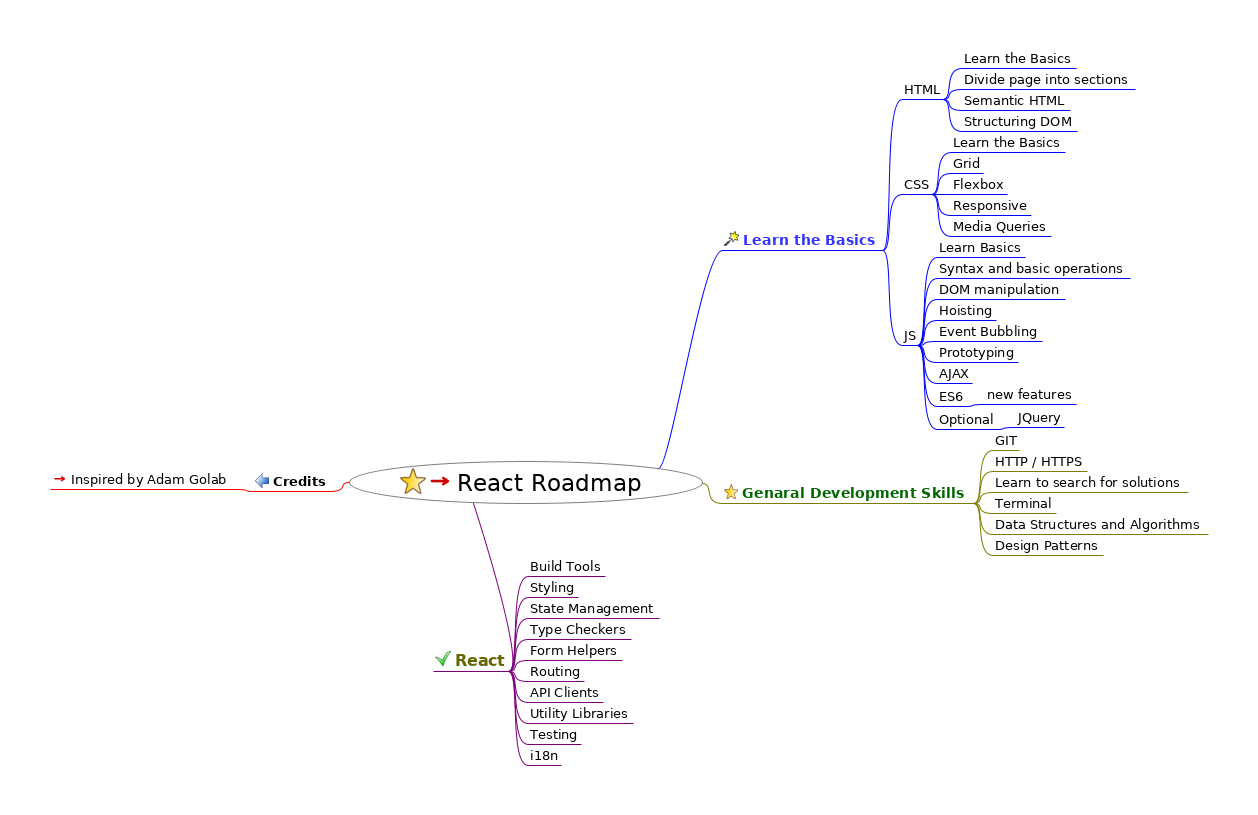 React Roadmap
Learn the Basics
HTML
Learn the Basics
Divide page into sections
Semantic HTML
Structuring DOM
CSS
Learn the Basics
Grid
Flexbox
Responsive
Media Queries
JS
Learn Basics
Syntax and basic operations
DOM manipulation
Hoisting
Event Bubbling
Prototyping
AJAX
ES6
new features
Optional
JQuery
Genaral Development Skills
GIT
HTTP / HTTPS
Learn to search for solutions
Terminal
Data Structures and Algorithms
Design Patterns
React
Build Tools
Styling
State Management
Type Checkers
Form Helpers
Routing
API Clients
Utility Libraries
Testing
i18n
Credits
Inspired by Adam Golab